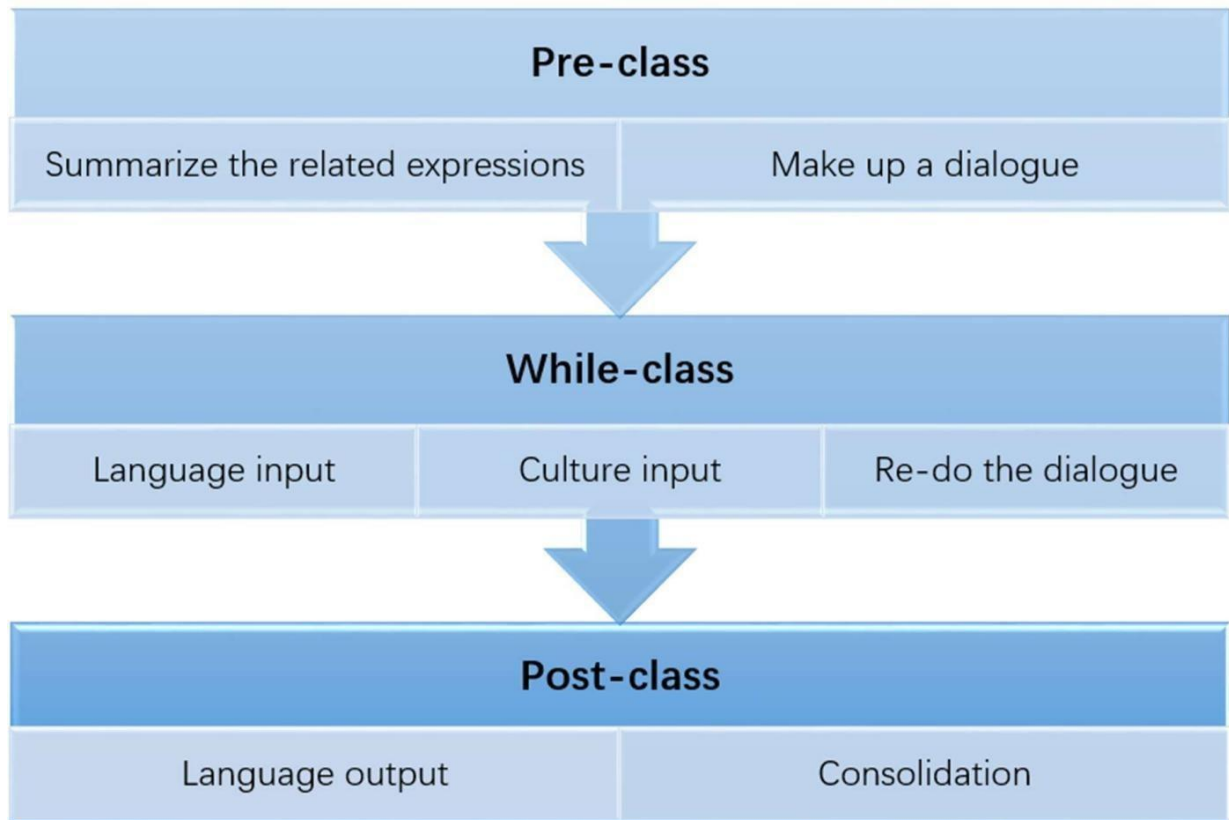 Pre-class
Summarize the related expressions
Make up a dialogue
While-class
Language input
Culture input
Re-do the dialogue
Post-class
Language output
Consolidation